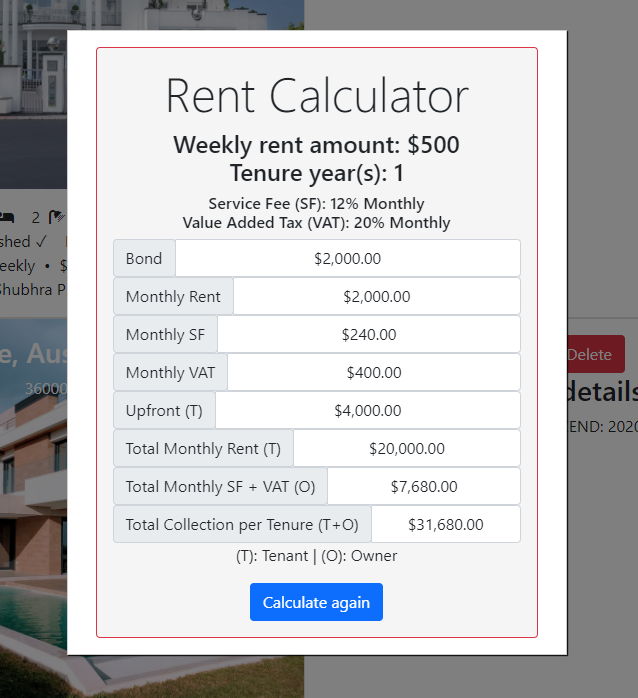 Rent Calculator
Weekly rent amount: $500
Tenure year(s): 1
Service Fee (SF): 12% Monthly
Value Added Tax (VAT): 20% Monthly
Bond $2,000.00
Monthly Rent $2,000.00
Monthly SF $240.00
Monthly VAT $400.00
Upfront (T) $4,000.00
Total Monthly Rent (T) $20,000.00
Total Monthly SF + VAT (O) $7,680.00
Total Collection per Tenure (T+O) $31,680.00
(T): Tenant | (O): Owner
Calculate again
2
shed ✓
eekly • $
Shubhra P
e, Aus
36000
Delete
details
END: 2020